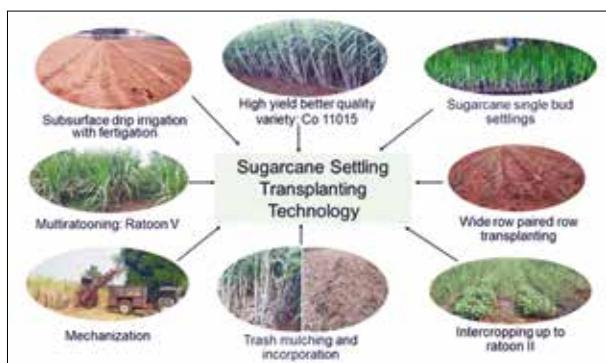 Subsurface drip irrigation
with fertigation
High yield better quality
variety: Co 11015
Sugarcane single bud
settlings
Multiratooning: Ratoon V
Sugarcane Settling
Transplanting
Technology
Wide row paired row
transplanting
Mechanization
Trash mulching and
incorporation
Intercropping up to
ratoon II